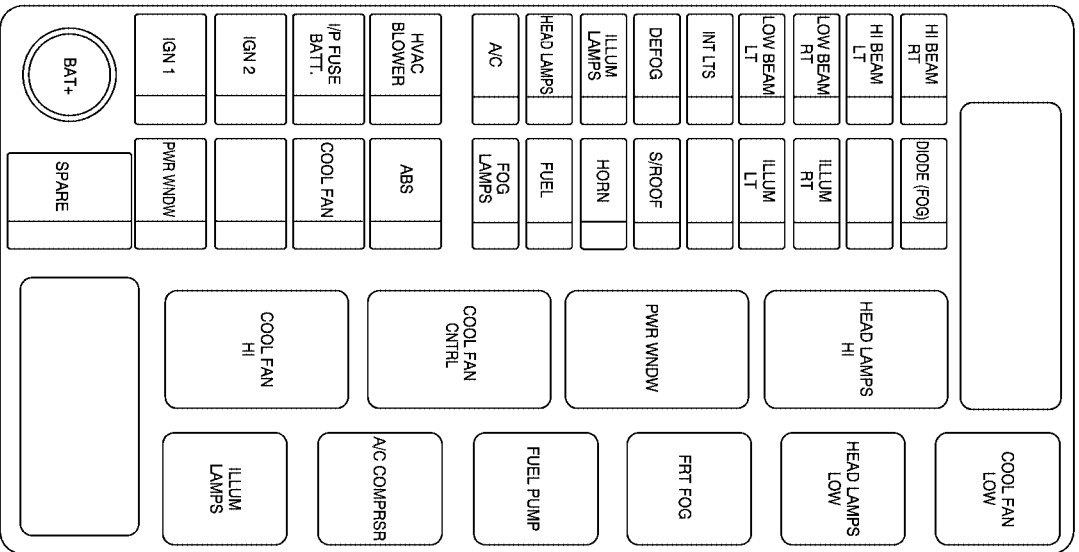 BAT+
IGN 1
IGN 2
I/P FUSE
BATT.
HVAC
BLOWER
A/C
HEAD LAMPS
ILLUM
LAMPS
DEFOG
INT LTS
LOW BEAM
LT
LOW BEAM
RT
HI BEAM
LT
HI BEAM
RT
SPARE
PWR WNDW
COOL FAN
ABS
FOG
LAMPS
FUEL
HORN
S/ROOF
ILLUM
LT
ILLUM
RT
DIODE (FOG)
COOL FAN
HI
COOL FAN
CNTRL
PWR WNDW
HEAD LAMPS
HI
ILLUM
LAMPS
A/C COMPRSR
FUEL PUMP
FRT FOG
HEAD LAMPS
LOW
COOL FAN
LOW